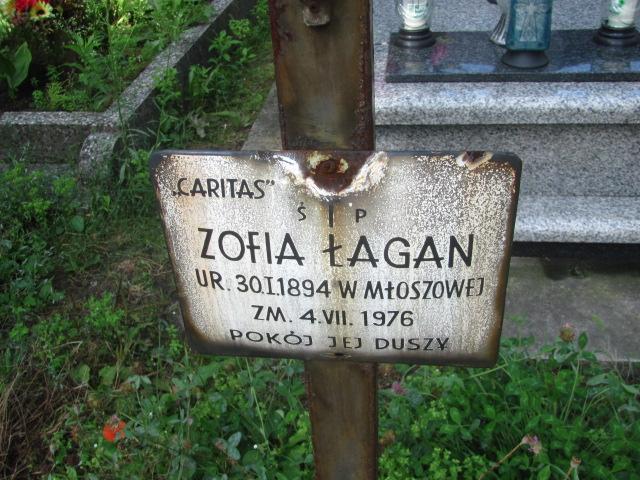 „CARITAS”
Ś † P
ZOFIA ŁAGAN
UR. 30.I.1894 W MŁOSZOWEJ
ZM. 4.VII. 1976
POKÓJ JEJ DUSZY